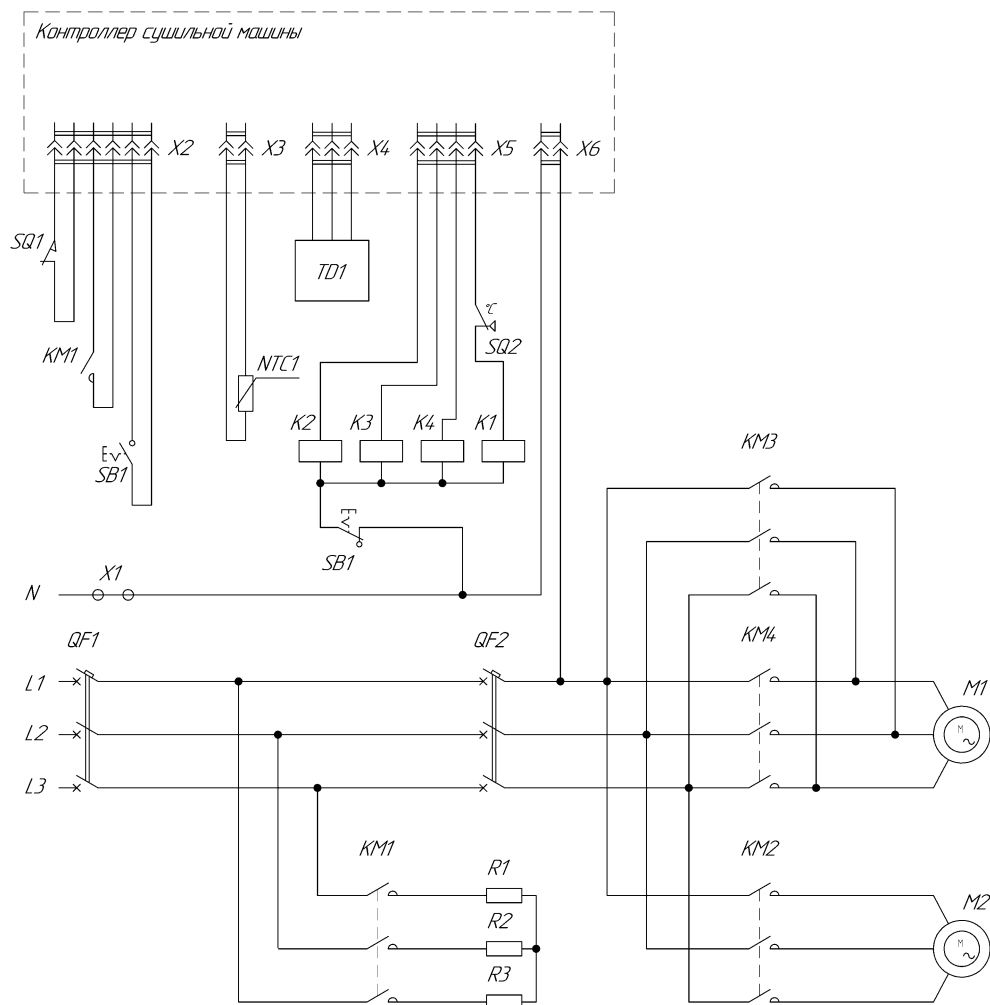 Контроллер сушильной машины
X2 X3 X4 X5 X6
SQ1
TD1
°C
SQ2
KM1
NTC1
K2 K3 K4 K1
KM3
SB1
SB1
X1
N
QF1 QF2 KM4
L1
M1
L2
M
L3
KM1 KM2
R1
M2
R2
M
R3